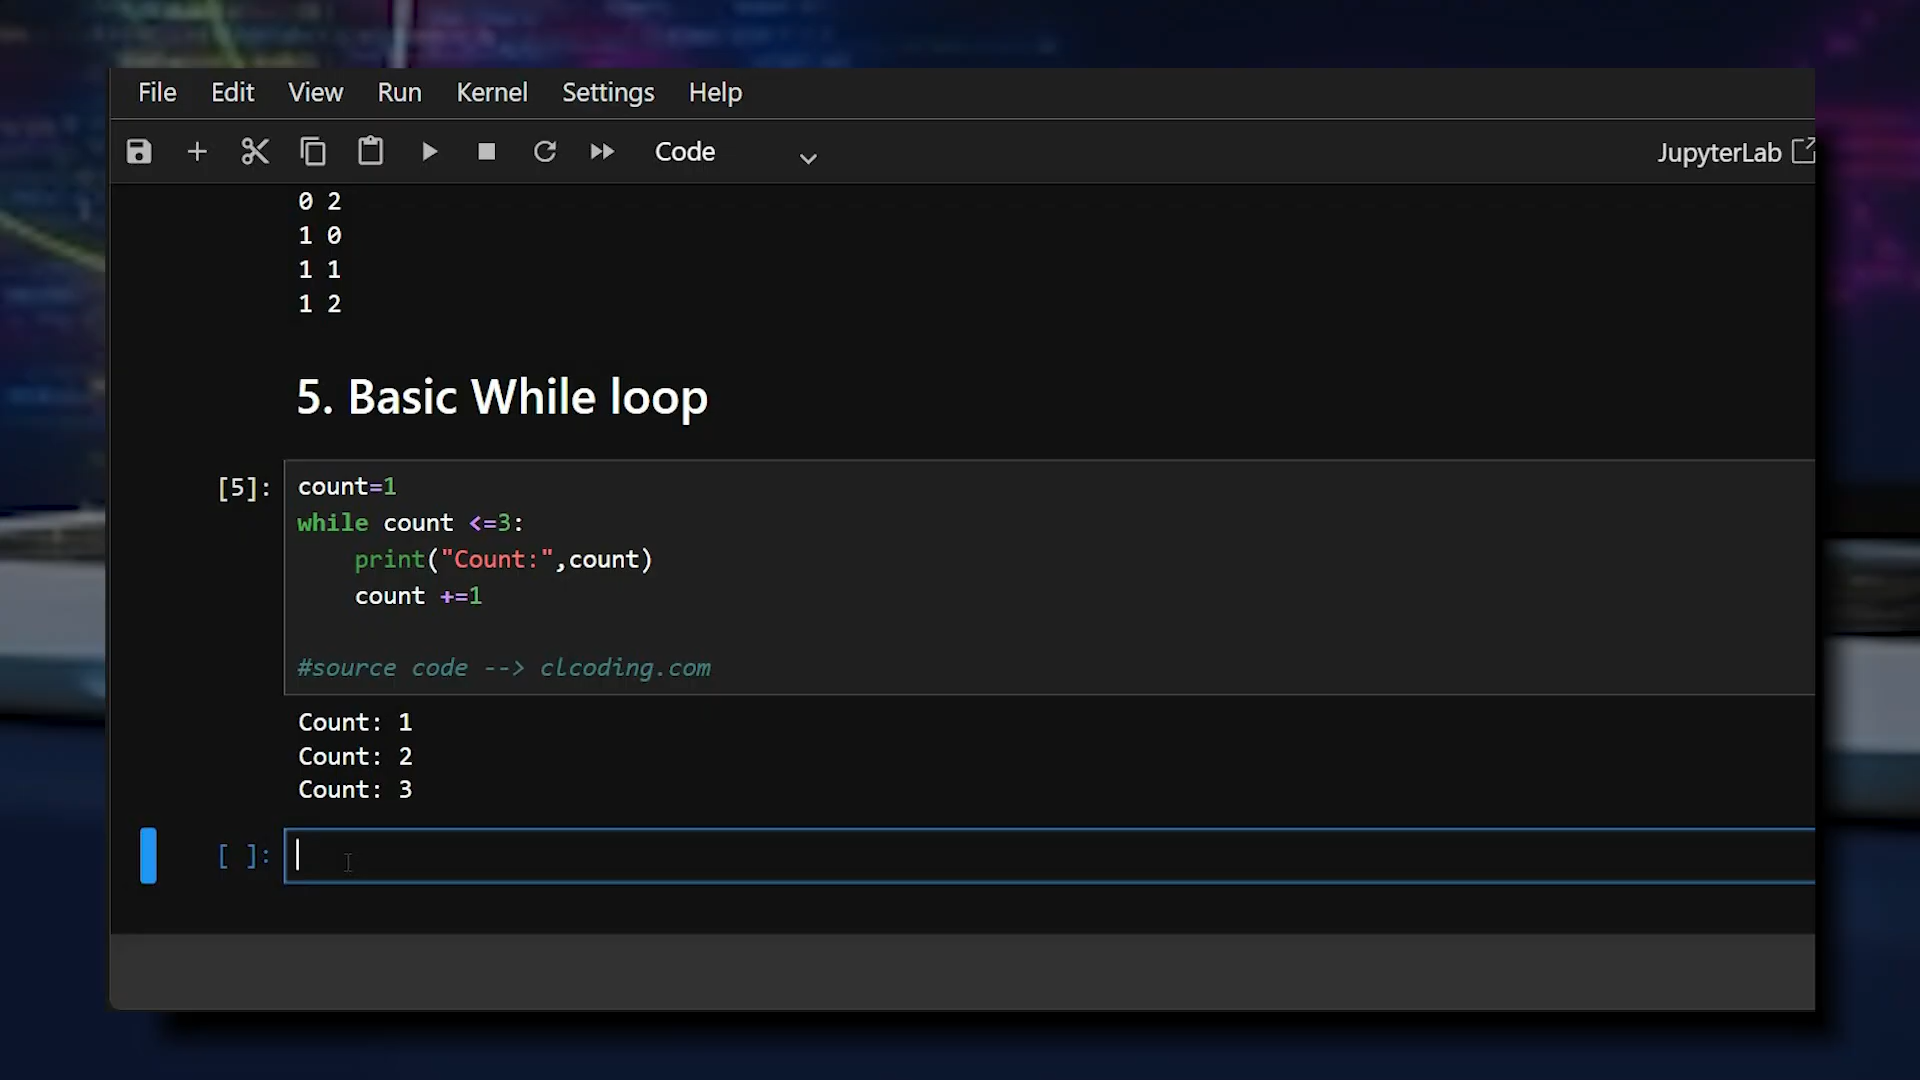 File Edit View Run Kernel Settings Help
Code
JupyterLab
0 2
1 0
1 1
1 2
5. Basic While loop
[5]:
count=1
while count <=3:
    print("Count:",count)
    count +=1
#source code --> clcoding.com
Count: 1
Count: 2
Count: 3
[ ]: